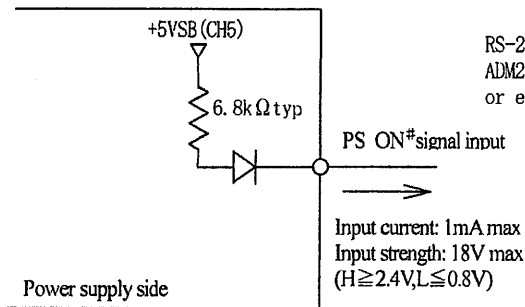 +5VSB(CH5)
6.8kΩtyp
RS-2
ADM2
or e
PS ON#signal input
Input current: 1mA max
Input strength: 18V max
(H≧2.4V,L≦0.8V)
Power supply side